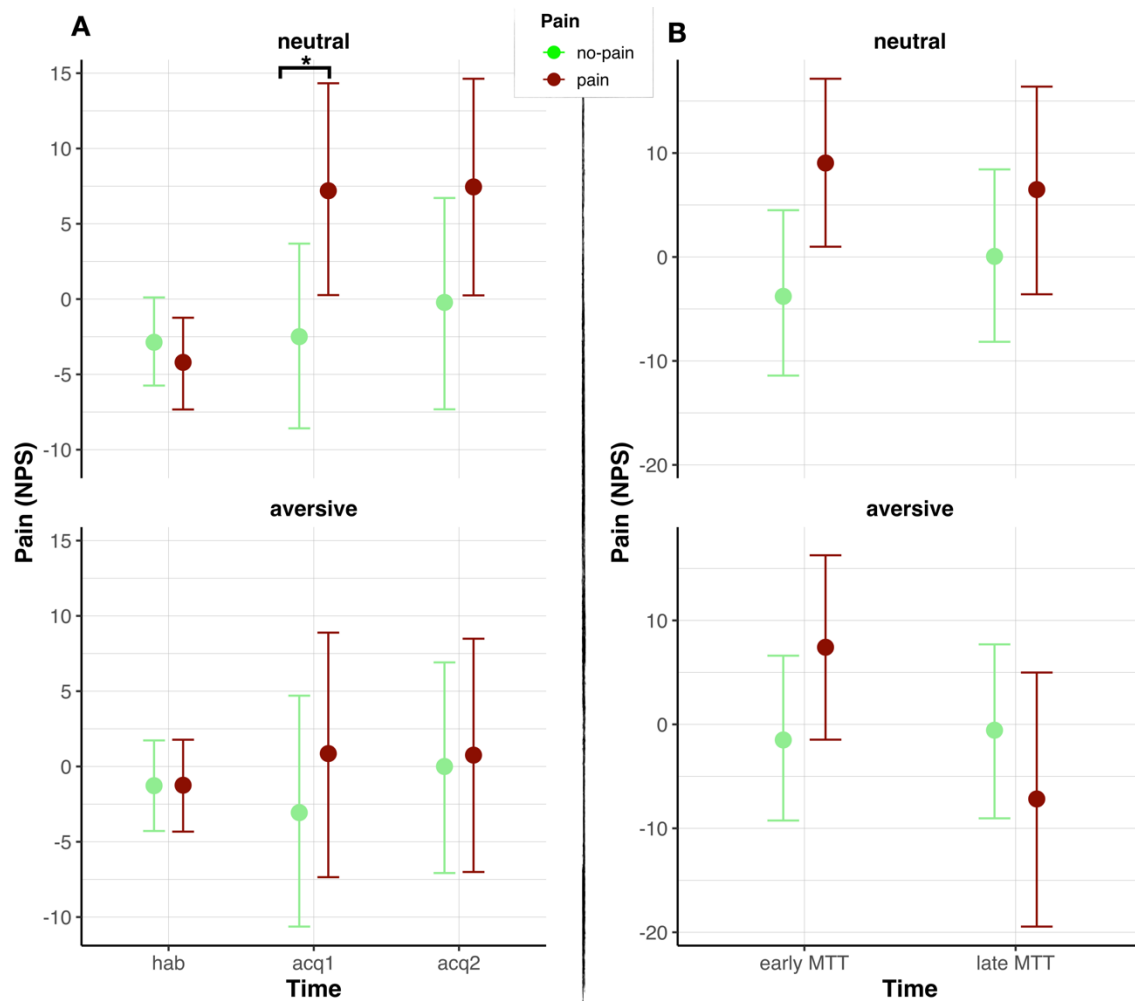 A
neutral
*
15
10
5
0
-5
-10
aversive
15
10
5
0
-5
-10
hab acq1 acq2
Time
Pain (NPS)
Pain
no-pain
pain
B
neutral
10
0
-10
-20
aversive
10
0
-10
-20
early MTT late MTT
Time
Pain (NPS)